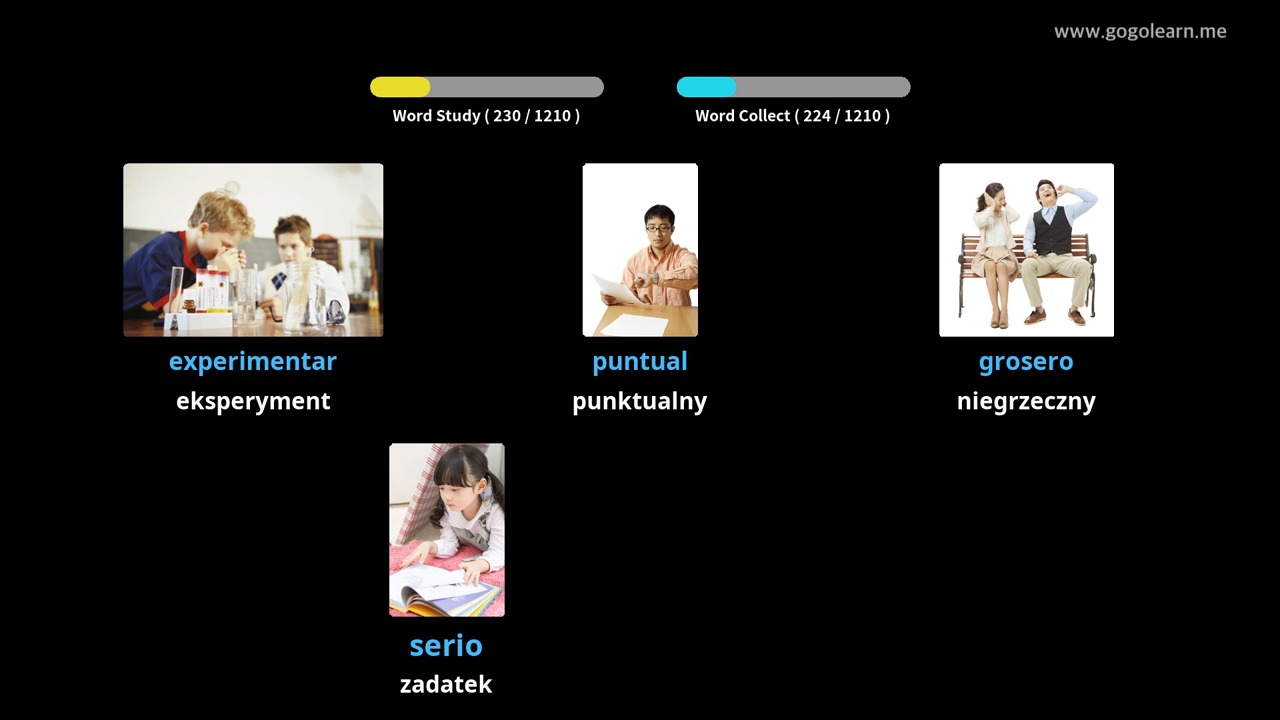 www.gogolearn.me
Word Study ( 230 / 1210 )
Word Collect ( 224 / 1210 )
experimentar
eksperyment
puntual
punktualny
grosero
niegrzeczny
serio
zadatek